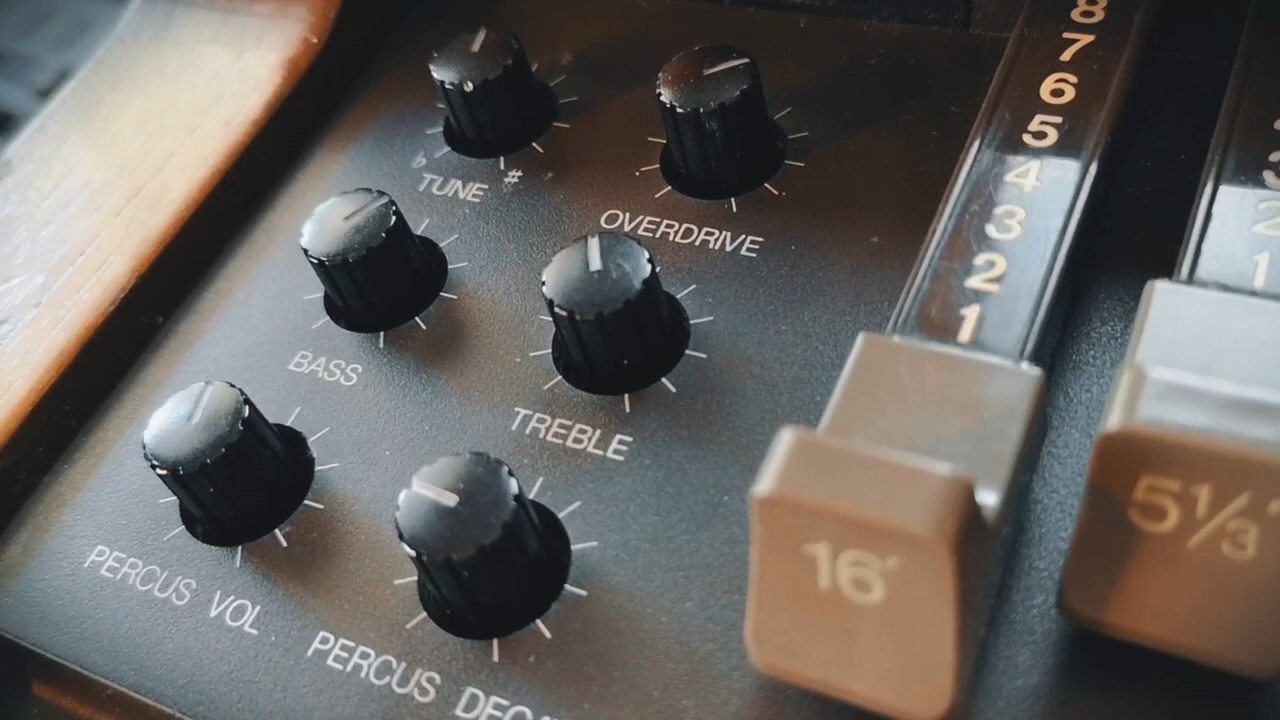 ♭ TUNE #
OVERDRIVE
BASS
TREBLE
PERCUS VOL
PERCUS
8
7
6
5
4
3
2
1
16'
2
1
5⅓'